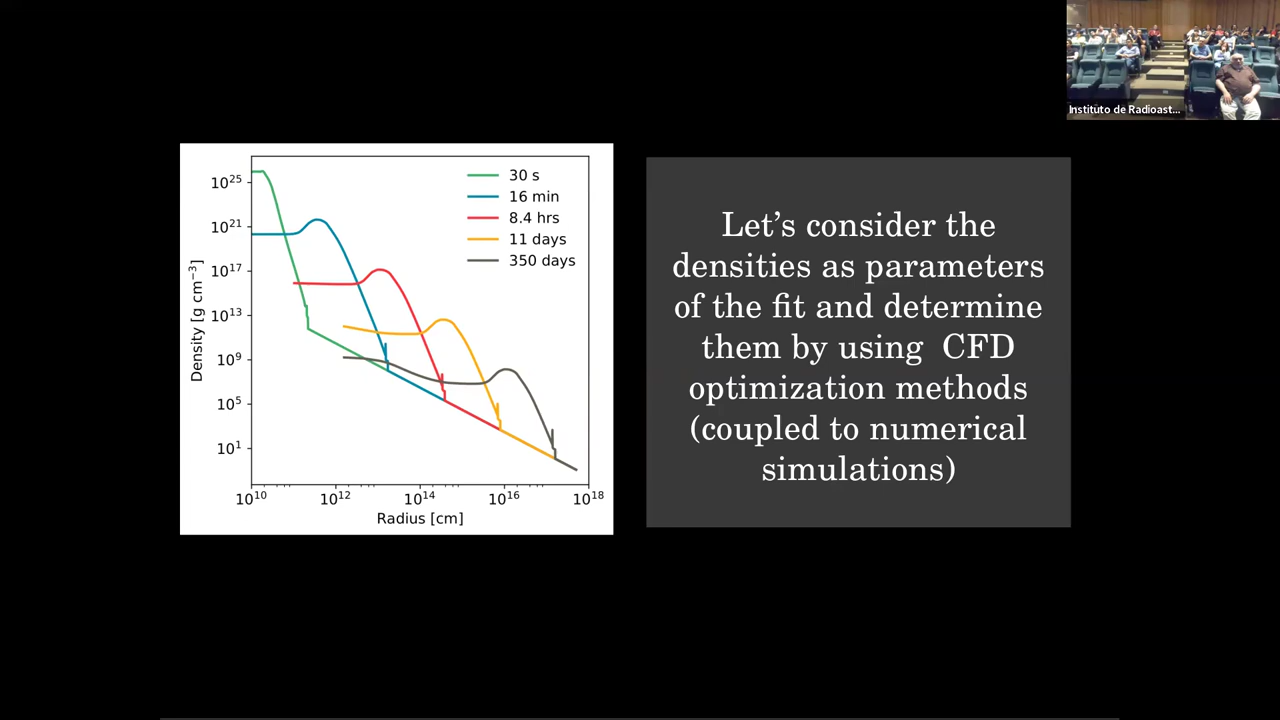 Instituto de Radioast...
10²⁵
10²¹
10¹⁷
10¹³
10⁹
10⁵
10¹
Density [g cm⁻³]
30 s
16 min
8.4 hrs
11 days
350 days
10¹⁰ 10¹² 10¹⁴ 10¹⁶ 10¹⁸
Radius [cm]
Let’s consider the
densities as parameters
of the fit and determine
them by using CFD
optimization methods
(coupled to numerical
simulations)